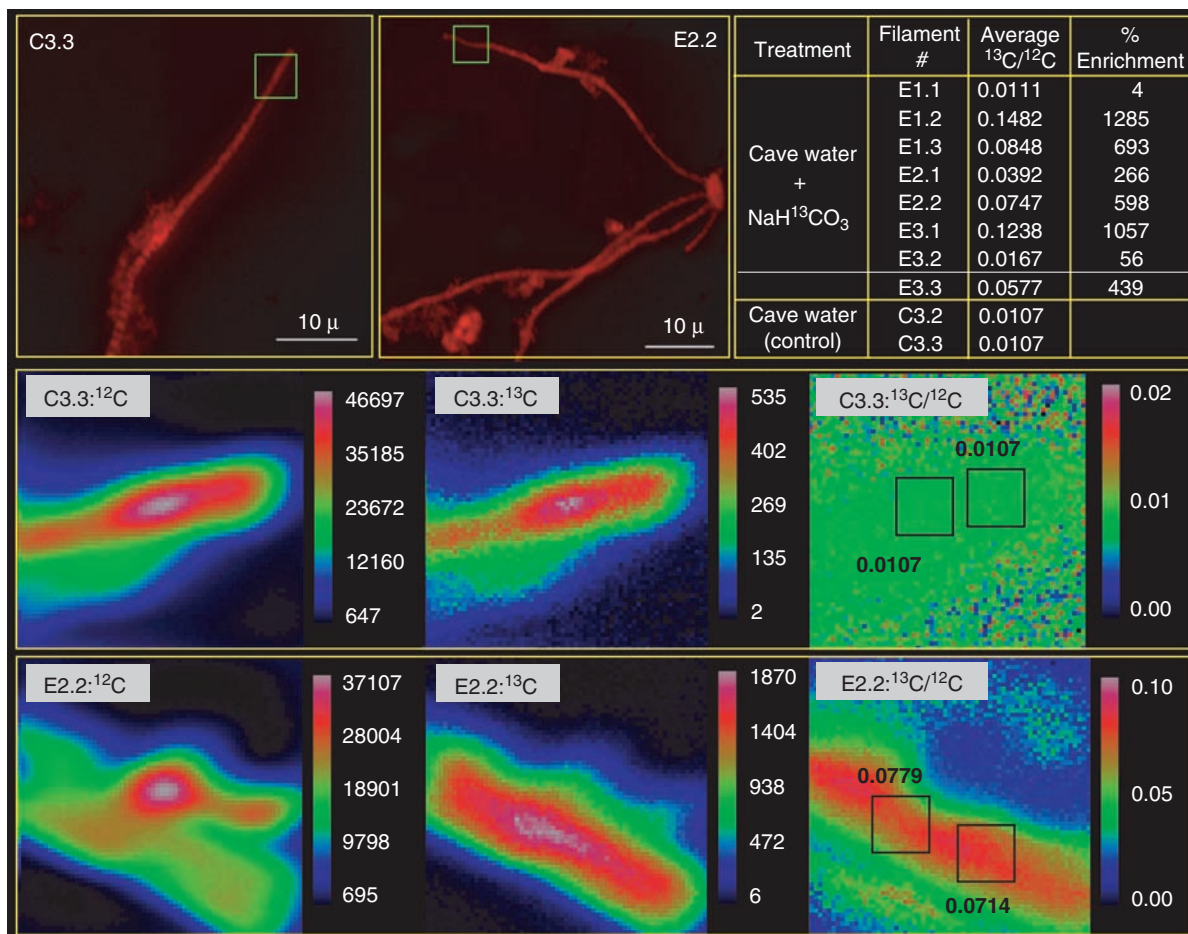 C3.3
10 μ
E2.2
10 μ
Treatment Filament # Average ¹³C/¹²C % Enrichment
Cave water + NaH¹³CO₃
E1.1 0.0111 4
E1.2 0.1482 1285
E1.3 0.0848 693
E2.1 0.0392 266
E2.2 0.0747 598
E3.1 0.1238 1057
E3.2 0.0167 56
E3.3 0.0577 439
Cave water (control)
C3.2 0.0107
C3.3 0.0107
C3.3:¹²C
46697
35185
23672
12160
647
C3.3:¹³C
535
402
269
135
2
C3.3:¹³C/¹²C
0.0107
0.0107
0.02
0.01
0.00
E2.2:¹²C
37107
28004
18901
9798
695
E2.2:¹³C
1870
1404
938
472
6
E2.2:¹³C/¹²C
0.0779
0.0714
0.10
0.05
0.00